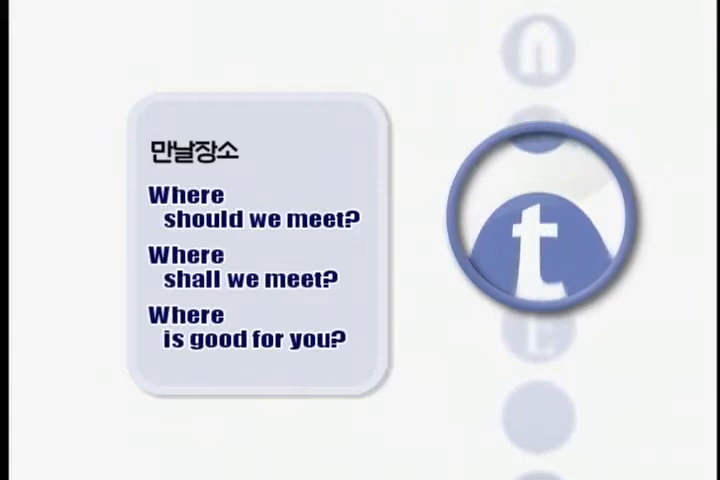 만날장소
Where
should we meet?
Where
shall we meet?
Where
is good for you?
t